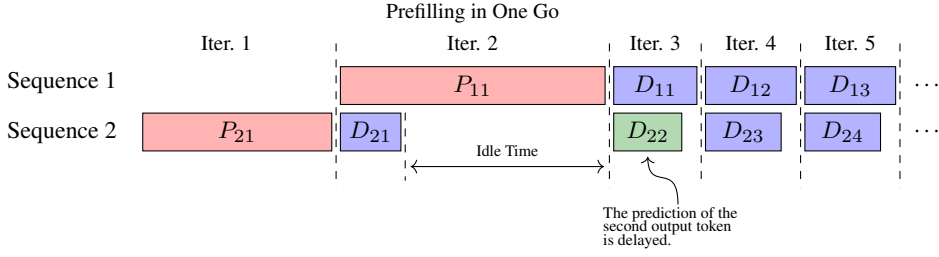 Prefilling in One Go
Iter. 1 Iter. 2 Iter. 3 Iter. 4 Iter. 5
Sequence 1 P₁₁ D₁₁ D₁₂ D₁₃ ...
Sequence 2 P₂₁ D₂₁ D₂₂ D₂₃ D₂₄ ...
Idle Time
The prediction of the
second output token
is delayed.